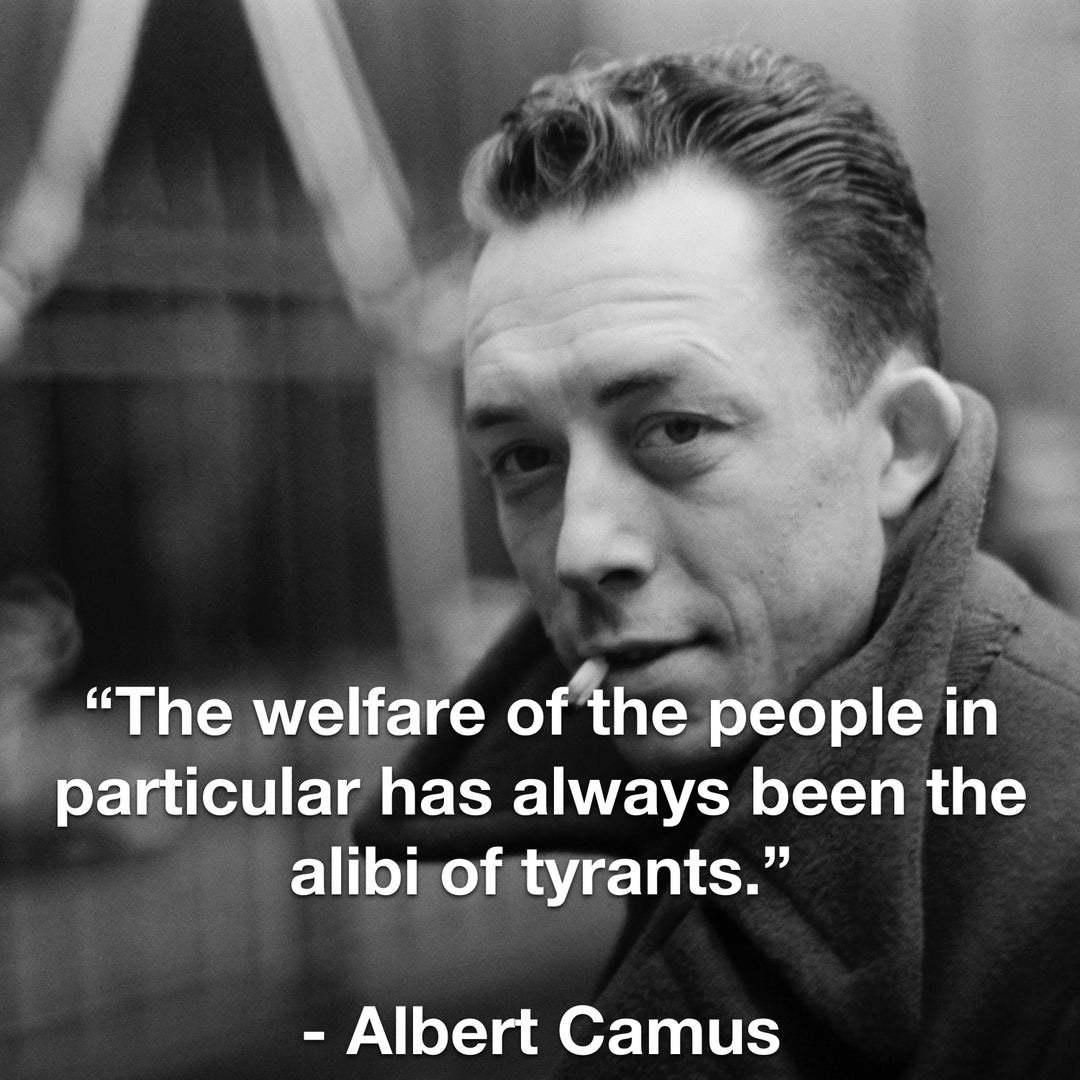 “The welfare of the people in
particular has always been the
alibi of tyrants.”
- Albert Camus